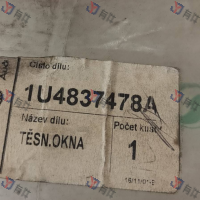 Číslo dílu:
1U4837478A
Název dílu:
Počet kusů:
TĚSN.OKNA
1